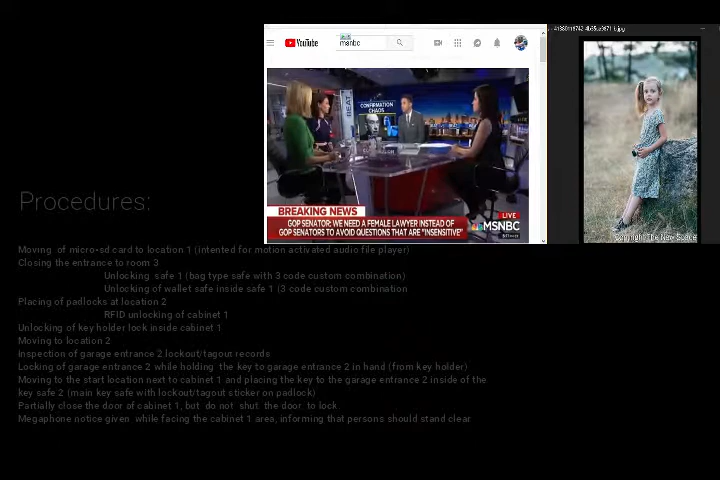 YouTube
msnbc
CONFIRMATION
CHAOS
BREAKING NEWS
LIVE
GOP SENATOR: WE NEED A FEMALE LAWYER INSTEAD OF
GOP SENATORS TO AVOID QUESTIONS THAT ARE "INSENSITIVE"
MSNBC
Copyright The New Space
Procedures:
Moving of micro-sd card to location 1 (intented for motion activated audio file player)
Closing the entrance to room 3
Unlocking safe 1 (bag type safe with 3 code custom combination)
Unlocking of wallet safe inside safe 1 (3 code custom combination
Placing of padlocks at location 2
RFID unlocking of cabinet 1
Unlocking of key holder lock inside cabinet 1
Moving to location 2
Inspection of garage entrance 2 lockout/tagout records
Locking of garage entrance 2 while holding the key to garage entrance 2 in hand (from key holder)
Moving to the start location next to cabinet 1 and placing the key to the garage entrance 2 inside of the
key safe 2 (main key safe with lockout/tagout sticker on padlock)
Partially close the door of cabinet 1, but do not shut the door to lock.
Megaphone notice given while facing the cabinet 1 area, informing that persons should stand clear